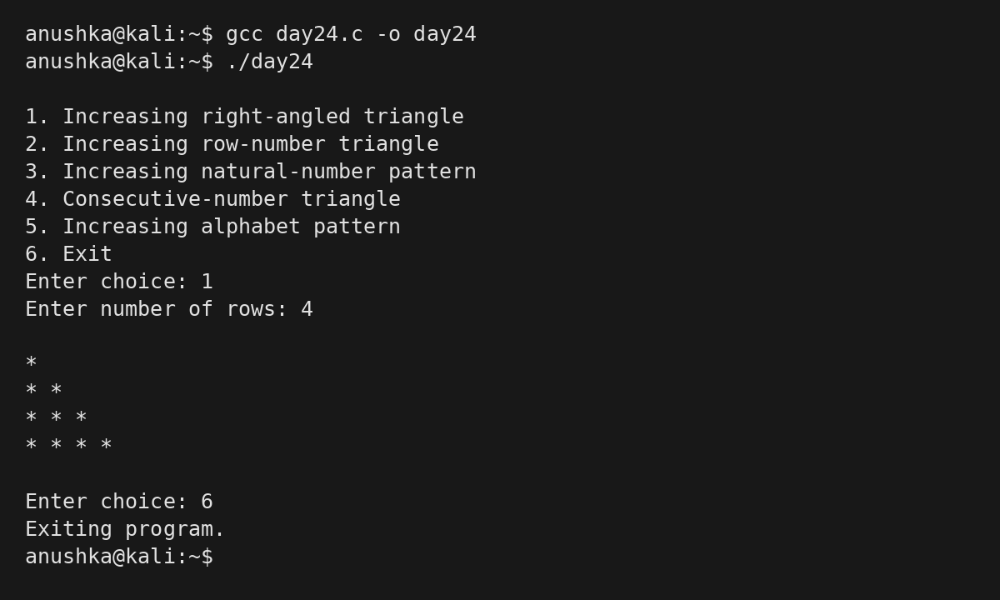 anushka@kali:~$ gcc day24.c -o day24
anushka@kali:~$ ./day24
1. Increasing right-angled triangle
2. Increasing row-number triangle
3. Increasing natural-number pattern
4. Consecutive-number triangle
5. Increasing alphabet pattern
6. Exit
Enter choice: 1
Enter number of rows: 4
*
* *
* * *
* * * *
Enter choice: 6
Exiting program.
anushka@kali:~$